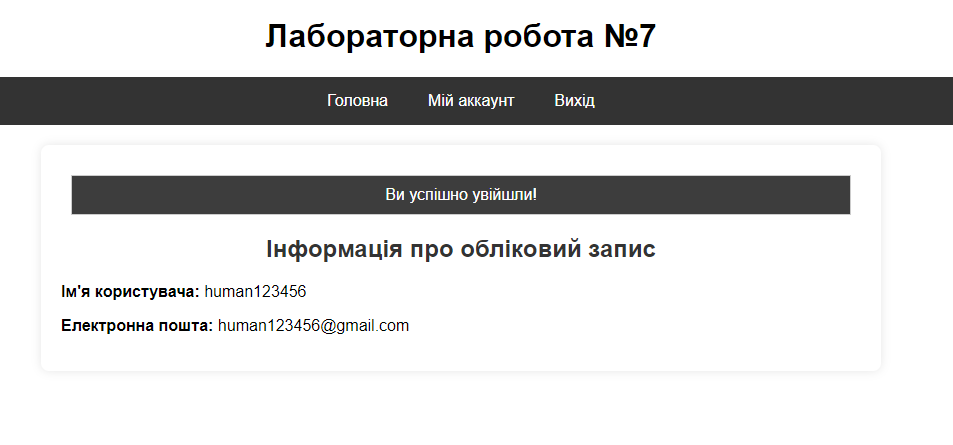 Лабораторна робота №7
Головна Мій аккаунт Вихід
Ви успішно увійшли!
Інформація про обліковий запис
Ім'я користувача: human123456
Електронна пошта: human123456@gmail.com